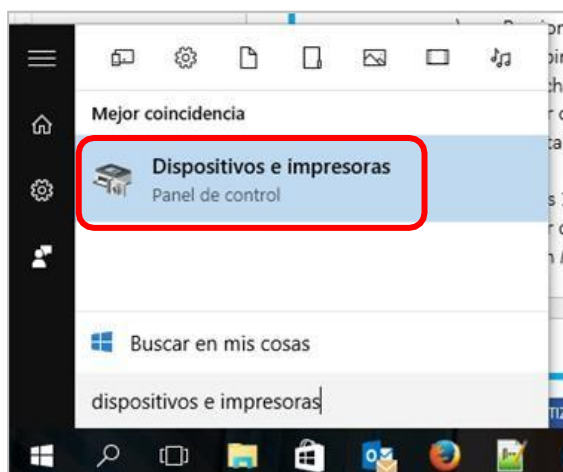 Mejor coincidencia
Dispositivos e impresoras
Panel de control
Buscar en mis cosas
dispositivos e impresoras